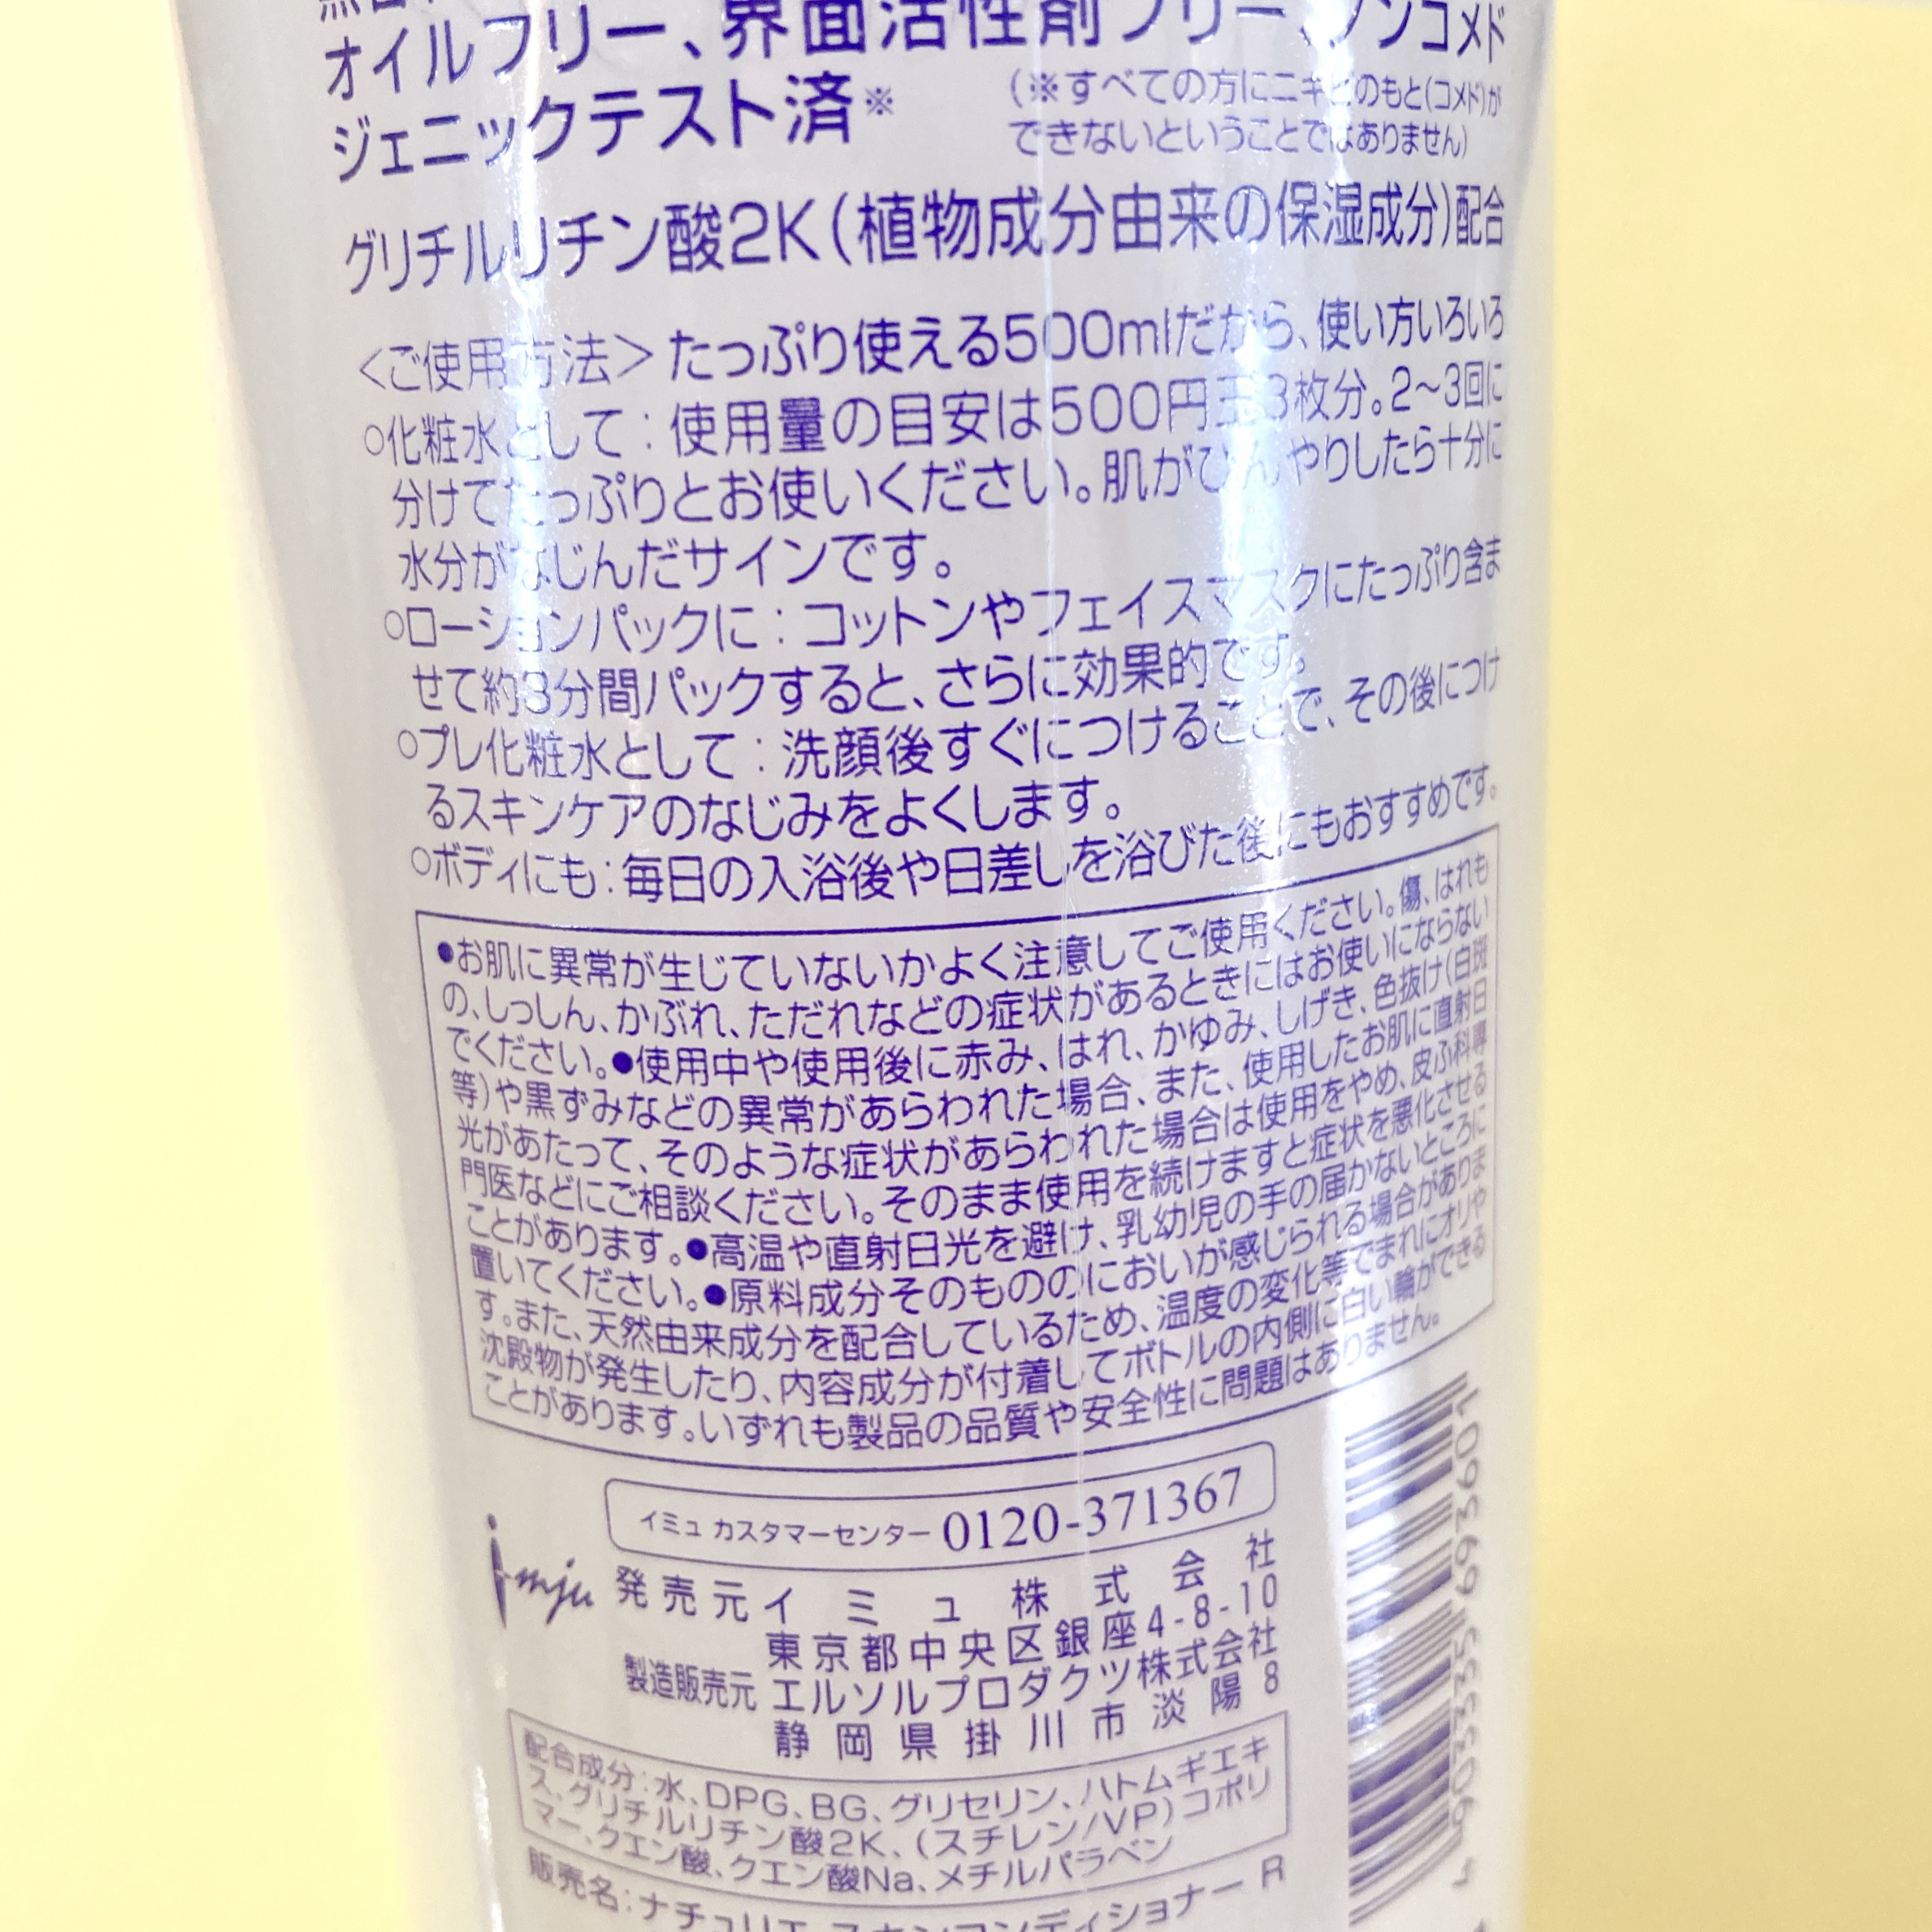 オイルフリー、界面活性剤フリー、ノンコメド
ジェニックテスト済※
(※すべての方にニキビのもと(コメド)が
できないということではありません)
グリチルリチン酸2K(植物成分由来の保湿成分)配合
<ご使用方法>たっぷり使える500mlだから、使い方いろいろ
○化粧水として:使用量の目安は500円玉3枚分。2~3回に
分けてたっぷりとお使いください。肌がひんやりしたら十分に
水分がなじんだサインです。
○ローションパックに:コットンやフェイスマスクにたっぷり含ま
せて約3分間パックすると、さらに効果的です。
○プレ化粧水として:洗顔後すぐにつけることで、その後につけ
るスキンケアのなじみをよくします。
○ボディにも:毎日の入浴後や日差しを浴びた後にもおすすめです。
●お肌に異常が生じていないかよく注意してご使用ください。傷、はれも
の、しっしん、かぶれ、ただれなどの症状があるときにはお使いにならない
でください。●使用中や使用後に赤み、はれ、かゆみ、しげき、色抜け(白斑
等)や黒ずみなどの異常があらわれた場合、また、使用したお肌に直射日
光があたって、そのような症状があらわれた場合は使用をやめ、皮ふ科専
門医などにご相談ください。そのまま使用を続けますと症状を悪化させる
ことがあります。●高温や直射日光を避け、乳幼児の手の届かないところに
置いてください。●原料成分そのもののにおいが感じられる場合がありま
す。また、天然由来成分を配合しているため、温度の変化等でまれにオリや
沈殿物が発生したり、内容成分が付着してボトルの内側に白い輪ができる
ことがあります。いずれも製品の品質や安全性に問題はありません。
イミュ カスタマーセンター 0120-371367
imju
発売元 イミュ株式会社
東京都中央区銀座4-8-10
製造販売元 エルソルプロダクツ株式会社
静岡県掛川市淡陽8
配合成分:水、DPG、BG、グリセリン、ハトムギエキ
ス、グリチルリチン酸2K、(スチレン/VP)コポリ
マー、クエン酸、クエン酸Na、メチルパラベン
販売名:ナチュリエ スキンコンディショナー R